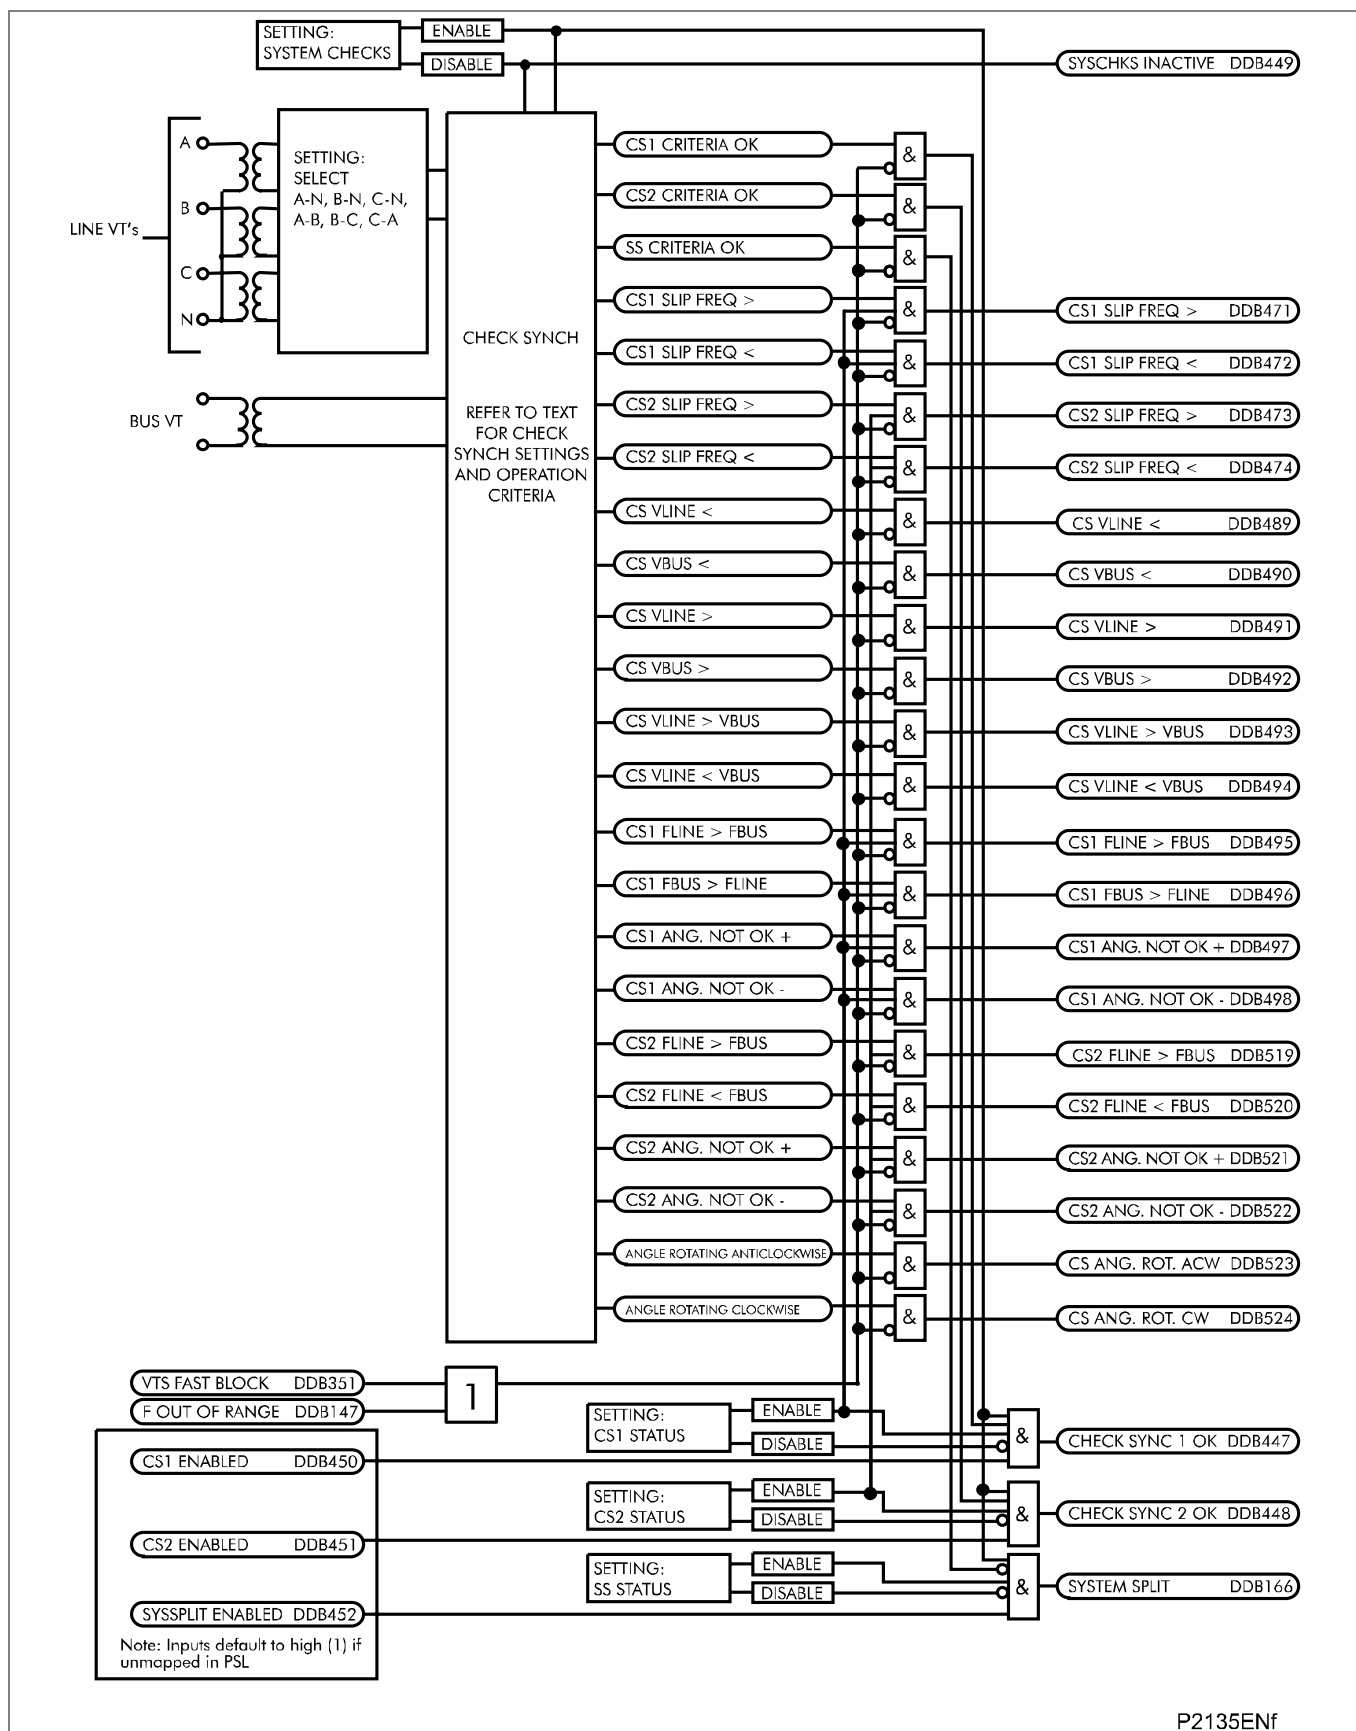 SETTING:
SYSTEM CHECKS
ENABLE
DISABLE
SYSCHKS INACTIVE DDB449
LINE VT's
A
B
C
N
SETTING:
SELECT
A-N, B-N, C-N,
A-B, B-C, C-A
BUS VT
CHECK SYNCH
REFER TO TEXT
FOR CHECK
SYNCH SETTINGS
AND OPERATION
CRITERIA
CS1 CRITERIA OK
&
CS2 CRITERIA OK
&
SS CRITERIA OK
&
CS1 SLIP FREQ >
&
CS1 SLIP FREQ > DDB471
CS1 SLIP FREQ <
&
CS1 SLIP FREQ < DDB472
CS2 SLIP FREQ >
&
CS2 SLIP FREQ > DDB473
CS2 SLIP FREQ <
&
CS2 SLIP FREQ < DDB474
CS VLINE <
&
CS VLINE < DDB489
CS VBUS <
&
CS VBUS < DDB490
CS VLINE >
&
CS VLINE > DDB491
CS VBUS >
&
CS VBUS > DDB492
CS VLINE > VBUS
&
CS VLINE > VBUS DDB493
CS VLINE < VBUS
&
CS VLINE < VBUS DDB494
CS1 FLINE > FBUS
&
CS1 FLINE > FBUS DDB495
CS1 FBUS > FLINE
&
CS1 FBUS > FLINE DDB496
CS1 ANG. NOT OK +
&
CS1 ANG. NOT OK + DDB497
CS1 ANG. NOT OK -
&
CS1 ANG. NOT OK - DDB498
CS2 FLINE > FBUS
&
CS2 FLINE > FBUS DDB519
CS2 FLINE < FBUS
&
CS2 FLINE < FBUS DDB520
CS2 ANG. NOT OK +
&
CS2 ANG. NOT OK + DDB521
CS2 ANG. NOT OK -
&
CS2 ANG. NOT OK - DDB522
ANGLE ROTATING ANTICLOCKWISE
&
CS ANG. ROT. ACW DDB523
ANGLE ROTATING CLOCKWISE
&
CS ANG. ROT. CW DDB524
VTS FAST BLOCK DDB351
F OUT OF RANGE DDB147
1
SETTING:
CS1 STATUS
ENABLE
DISABLE
&
CHECK SYNC 1 OK DDB447
CS1 ENABLED DDB450
SETTING:
CS2 STATUS
ENABLE
DISABLE
&
CHECK SYNC 2 OK DDB448
CS2 ENABLED DDB451
SETTING:
SS STATUS
ENABLE
DISABLE
&
SYSTEM SPLIT DDB166
SYSSPLIT ENABLED DDB452
Note: Inputs default to high (1) if
unmapped in PSL
P2135ENf